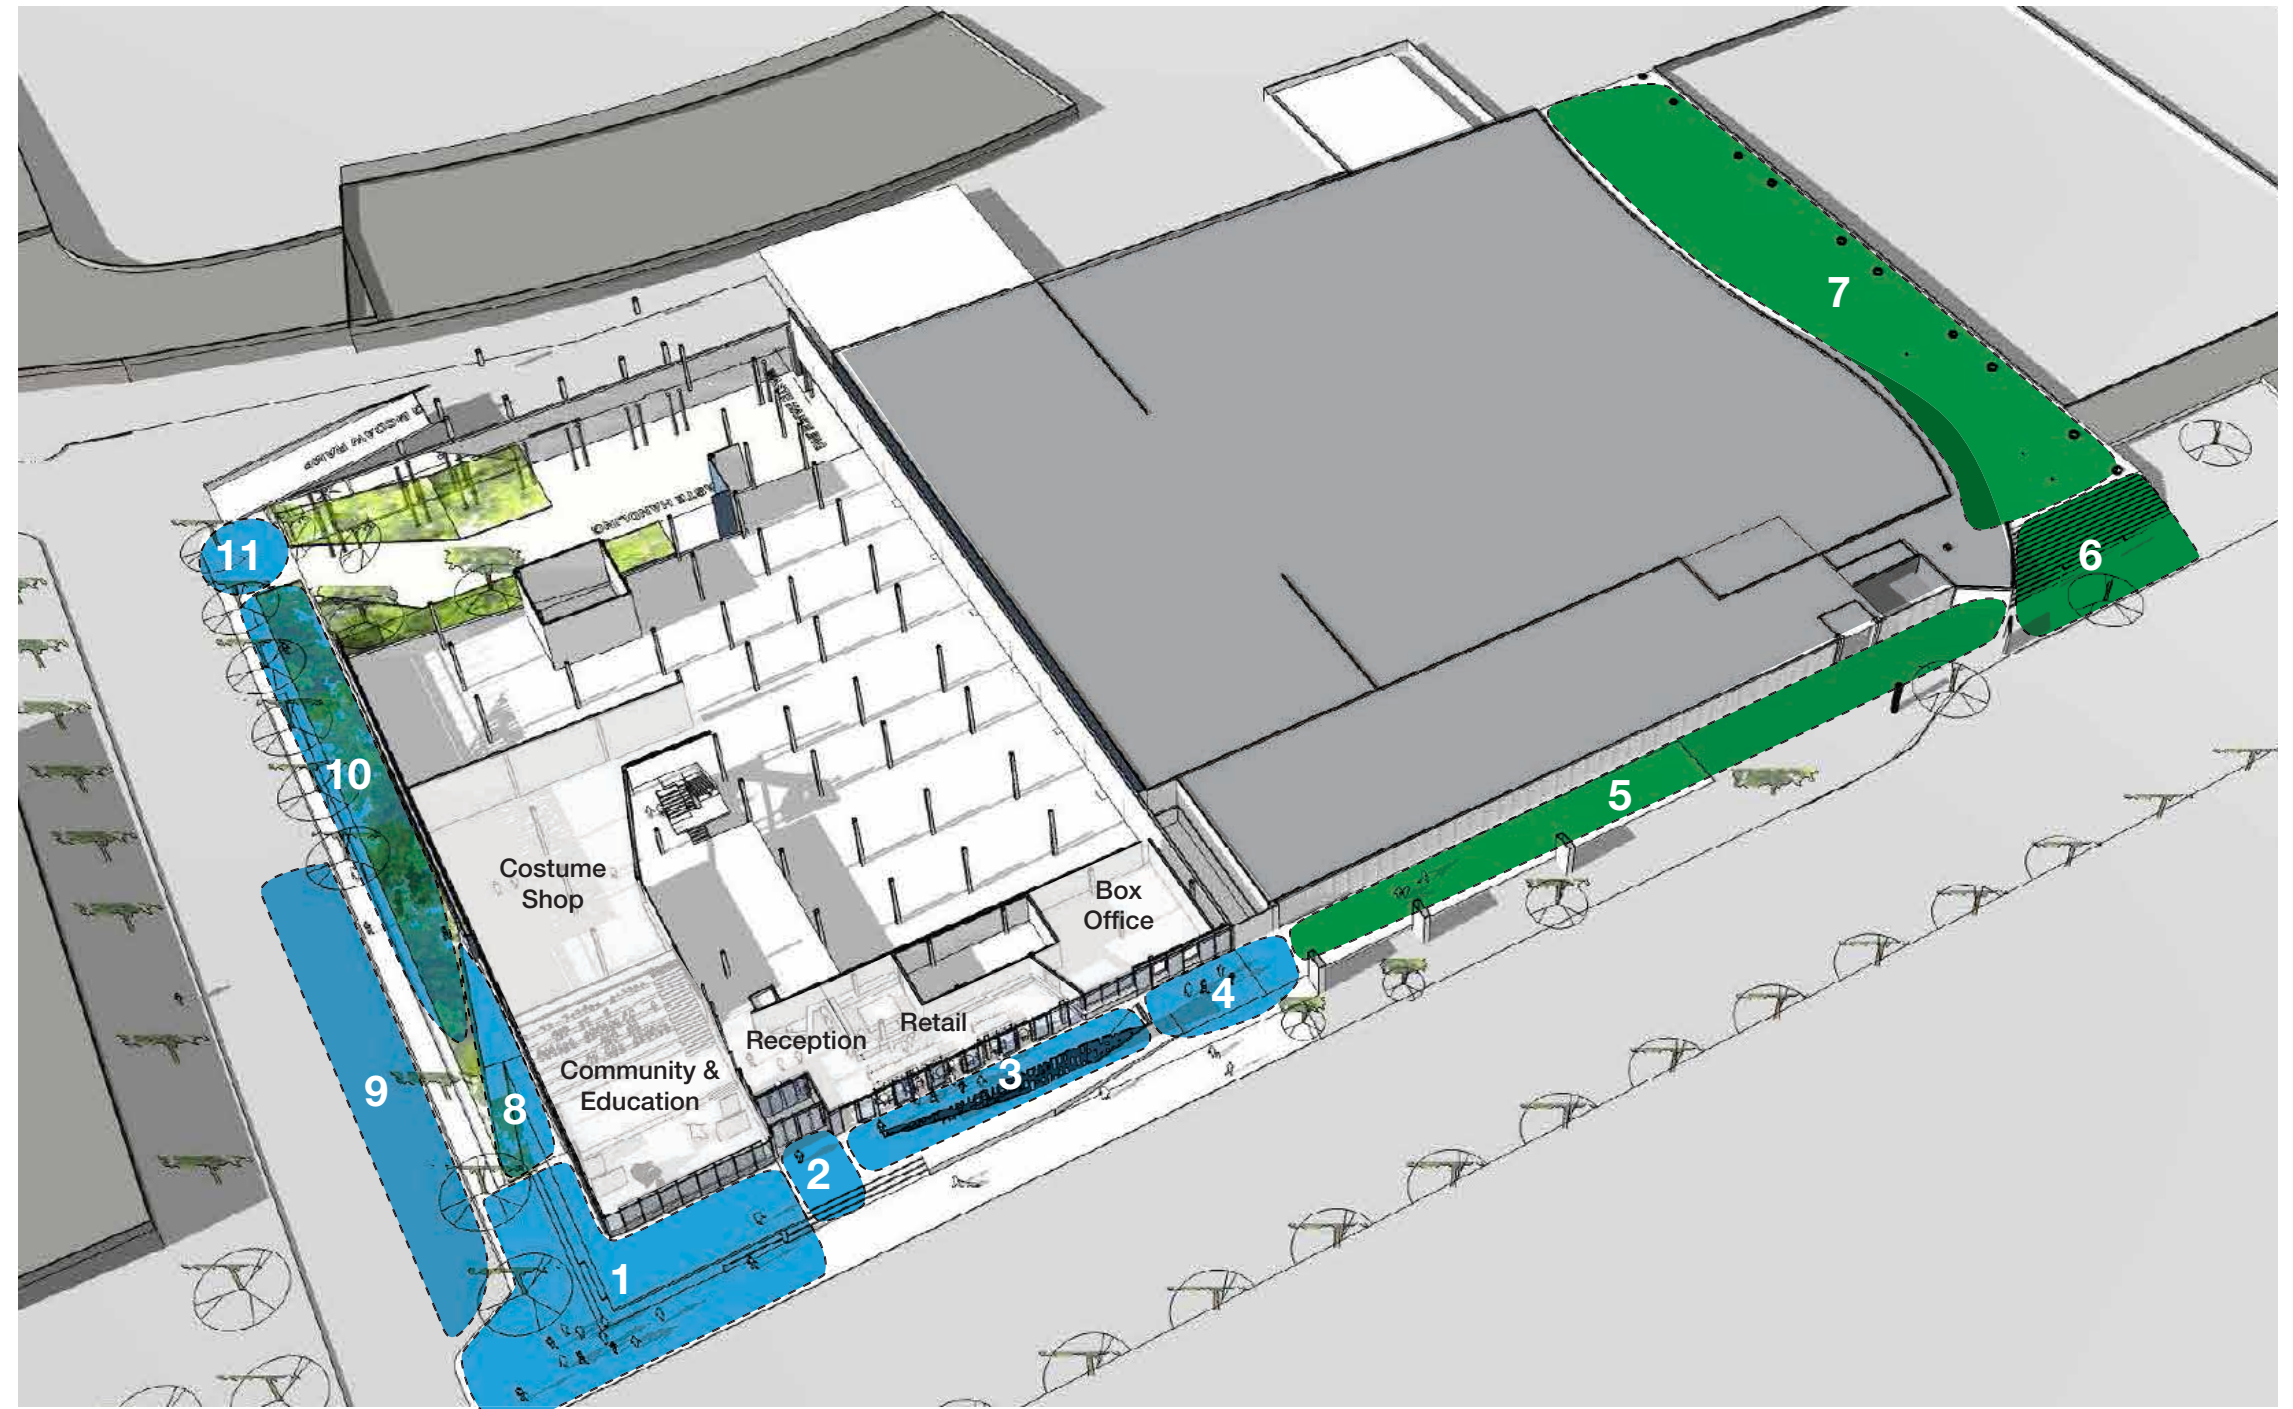 7
11
6
10
5
Costume
Shop
Box
Office
4
Retail
Reception
3
Community &
Education
9
8
2
1